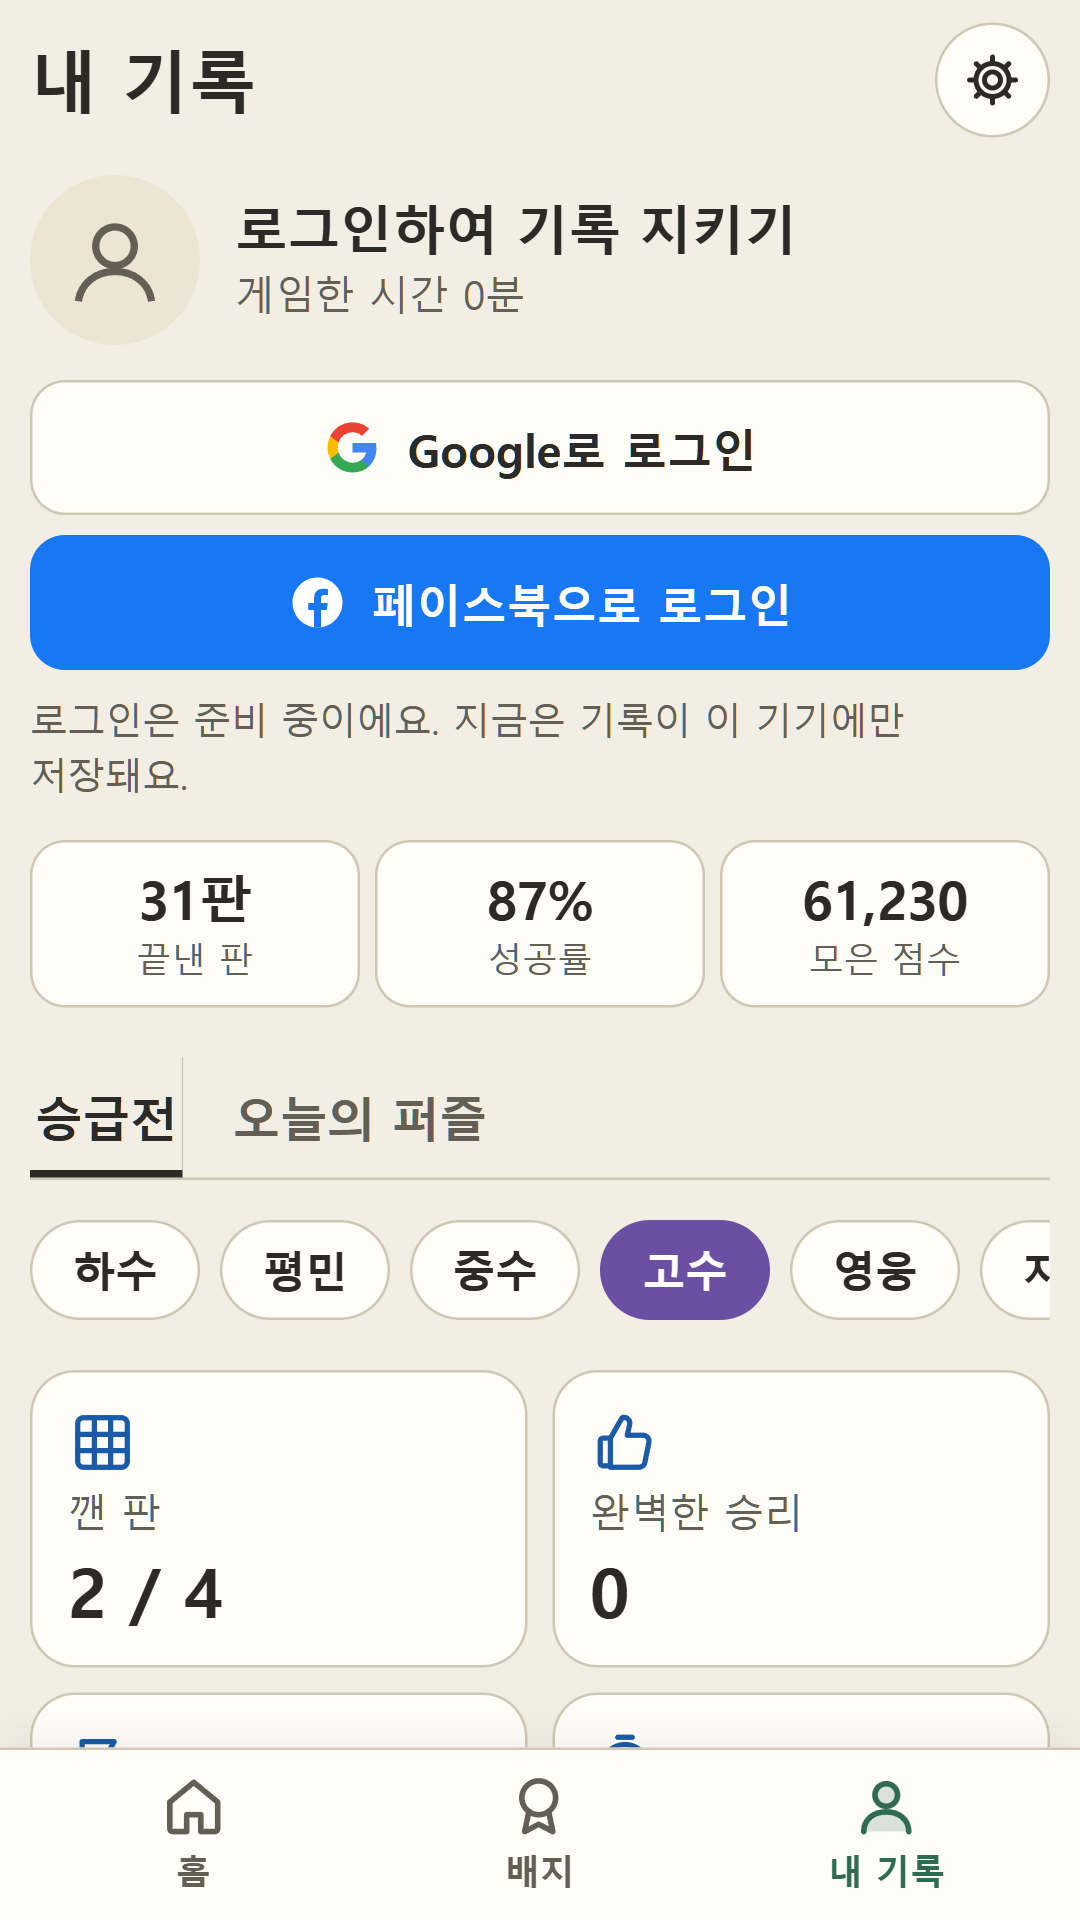 내 기록
로그인하여 기록 지키기
게임한 시간 0분
Google로 로그인
페이스북으로 로그인
로그인은 준비 중이에요. 지금은 기록이 이 기기에만
저장돼요.
31판
끝낸 판
87%
성공률
61,230
모은 점수
승급전
오늘의 퍼즐
하수
평민
중수
고수
영웅
깬 판
2 / 4
완벽한 승리
0
홈
배지
내 기록